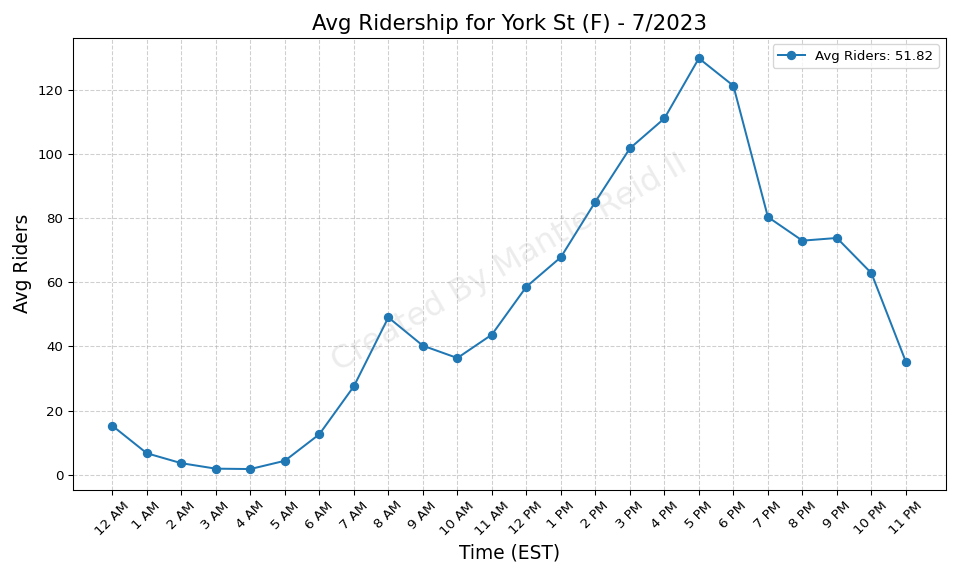 Avg Ridership for York St (F) - 7/2023
Avg Riders: 51.82
Avg Riders
120
100
80
60
40
20
0
Created By Mantie Reid II
12 AM
1 AM
2 AM
3 AM
4 AM
5 AM
6 AM
7 AM
8 AM
9 AM
10 AM
11 AM
12 PM
1 PM
2 PM
3 PM
4 PM
5 PM
6 PM
7 PM
8 PM
9 PM
10 PM
11 PM
Time (EST)